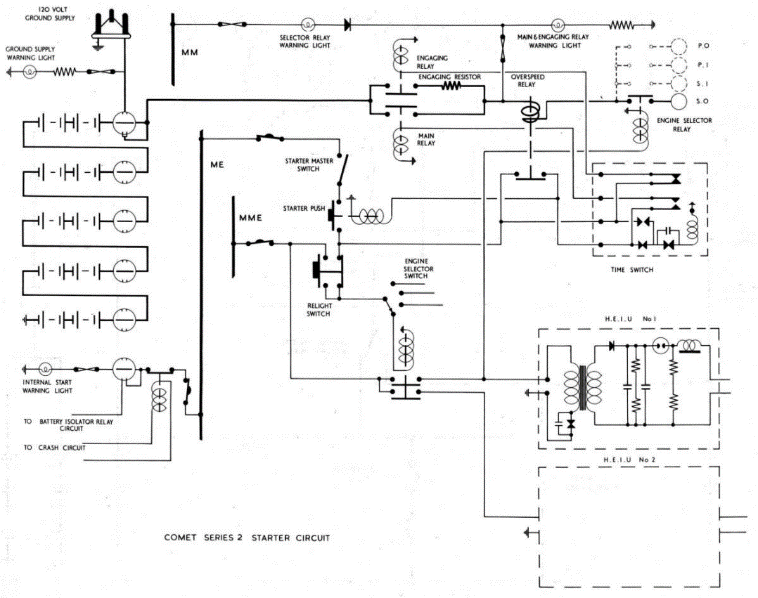 120 VOLT
GROUND SUPPLY
GROUND SUPPLY
WARNING LIGHT
MM
SELECTOR RELAY
WARNING LIGHT
MAIN & ENGAGING RELAY
WARNING LIGHT
ENGAGING
RELAY
ENGAGING RESISTOR
OVERSPEED
RELAY
P.O
P.I
S.I
S.O
ENGINE SELECTOR
RELAY
MAIN
RELAY
ME
STARTER MASTER
SWITCH
STARTER PUSH
MME
ENGINE
SELECTOR
SWITCH
RELIGHT
SWITCH
TIME SWITCH
H.E.I.U No 1
INTERNAL START
WARNING LIGHT
TO BATTERY ISOLATOR RELAY
CIRCUIT
TO CRASH CIRCUIT
H.E.I.U No 2
COMET SERIES 2 STARTER CIRCUIT